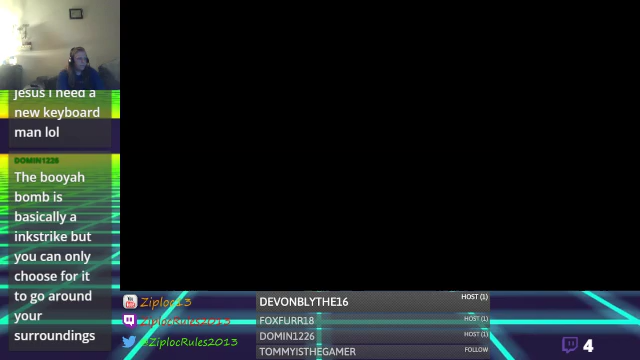 jesus i need a
new keyboard
man lol
DOMIN1226
The booyah
bomb is
basically a
inkstrike but
you can only
choose for it
to go around
your
surroundings
Ziploc13
ZiplocRules2013
@ZiplocRules2013
DEVONBLYTHE16 HOST (1)
FOXFURR18 HOST (1)
DOMIN1226 HOST (1)
TOMMYISTHEGAMER FOLLOW
4